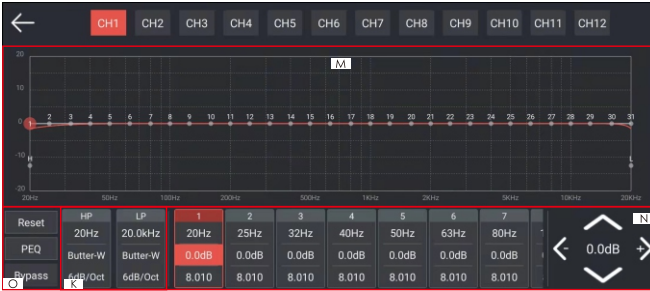 CH1 CH2 CH3 CH4 CH5 CH6 CH7 CH8 CH9 CH10 CH11 CH12
20
M
10
1 2 3 4 5 6 7 8 9 10 11 12 13 14 15 16 17 18 19 20 21 22 23 24 25 26 27 28 29 30 31
0
-10
H L
-20
20Hz 50Hz 100Hz 200Hz 500Hz 1KHz 2KHz 5KHz 10KHz 20KHz
Reset HP LP 1 2 3 4 5 6 7 N
20Hz 20.0kHz 20Hz 25Hz 32Hz 40Hz 50Hz 63Hz 80Hz
PEQ Butter-W Butter-W 0.0dB 0.0dB 0.0dB 0.0dB 0.0dB 0.0dB 0.0dB 0.0dB
Bypass 6dB/Oct 6dB/Oct 8.010 8.010 8.010 8.010 8.010 8.010 8.010
O K